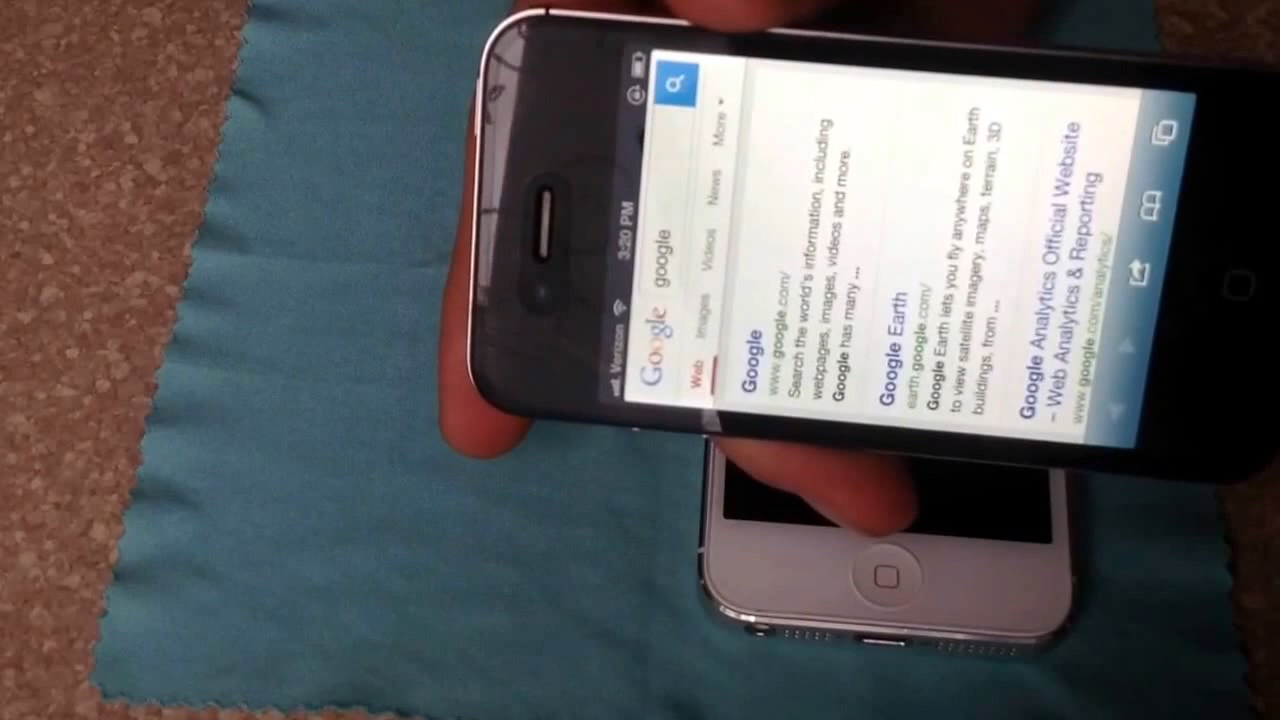 Verizon 3:20 PM
Google google
Web Images Videos News More
Google
www.google.com/
Search the world's information, including
webpages, images, videos and more.
Google has many ...
Google Earth
earth.google.com/
Google Earth lets you fly anywhere on Earth
to view satellite imagery, maps, terrain, 3D
buildings, from ...
Google Analytics Official Website
– Web Analytics & Reporting
www.google.com/analytics/